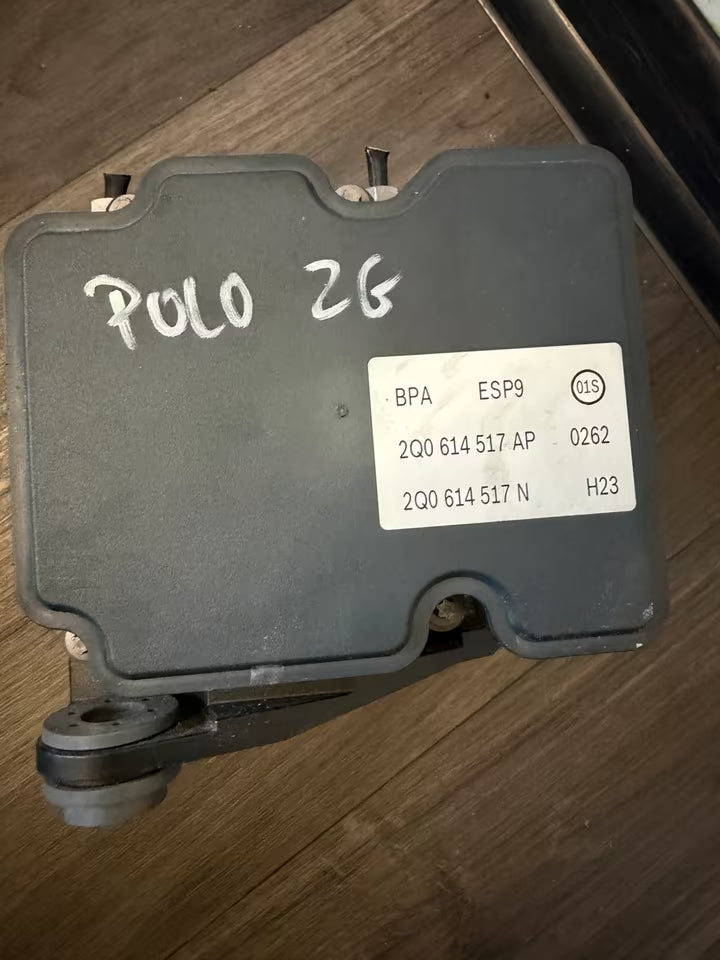 POLO 2G
BPA ESP9 01S
2Q0 614 517 AP 0262
2Q0 614 517 N H23